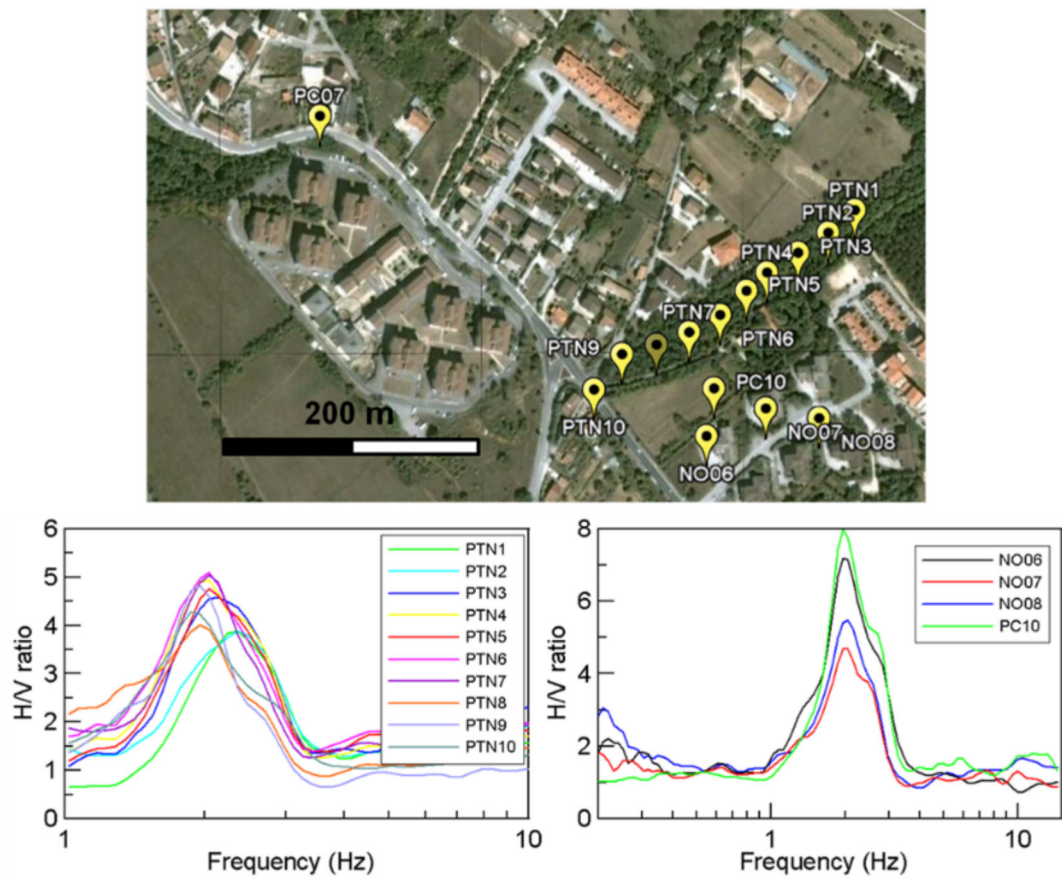 PC07
PTN1
PTN2
PTN3
PTN4
PTN5
PTN7
PTN6
PTN9
PC10
200 m
PTN10
NO07
NO08
NO06
6
5
4
3
2
1
0
H/V ratio
PTN1
PTN2
PTN3
PTN4
PTN5
PTN6
PTN7
PTN8
PTN9
PTN10
1
10
Frequency (Hz)
8
6
4
2
0
H/V ratio
NO06
NO07
NO08
PC10
1
10
Frequency (Hz)